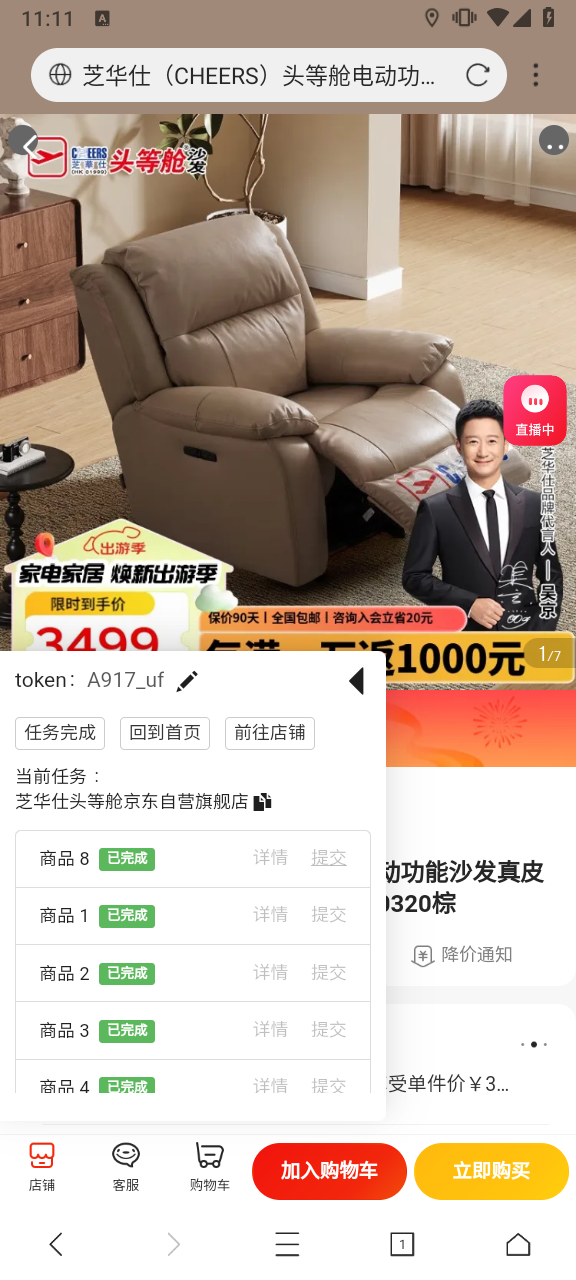 11:11
A
芝华仕（CHEERS）头等舱电动功...
CHEERS
芝華仕
头等舱 沙发
直播中
芝华仕品牌代言人——吴京
出游季
家电家居 焕新出游季
限时到手价
3499
保价90天丨全国包邮丨咨询入会立省20元
返1000元
1/7
token： A917_uf
任务完成 回到首页 前往店铺
当前任务：
芝华仕头等舱京东自营旗舰店
商品 8 已完成 详情 提交
商品 1 已完成 详情 提交
商品 2 已完成 详情 提交
商品 3 已完成 详情 提交
商品 4 已完成 详情 提交
动功能沙发真皮
0320棕
降价通知
受单件价￥3...
店铺 客服 购物车 加入购物车 立即购买
1